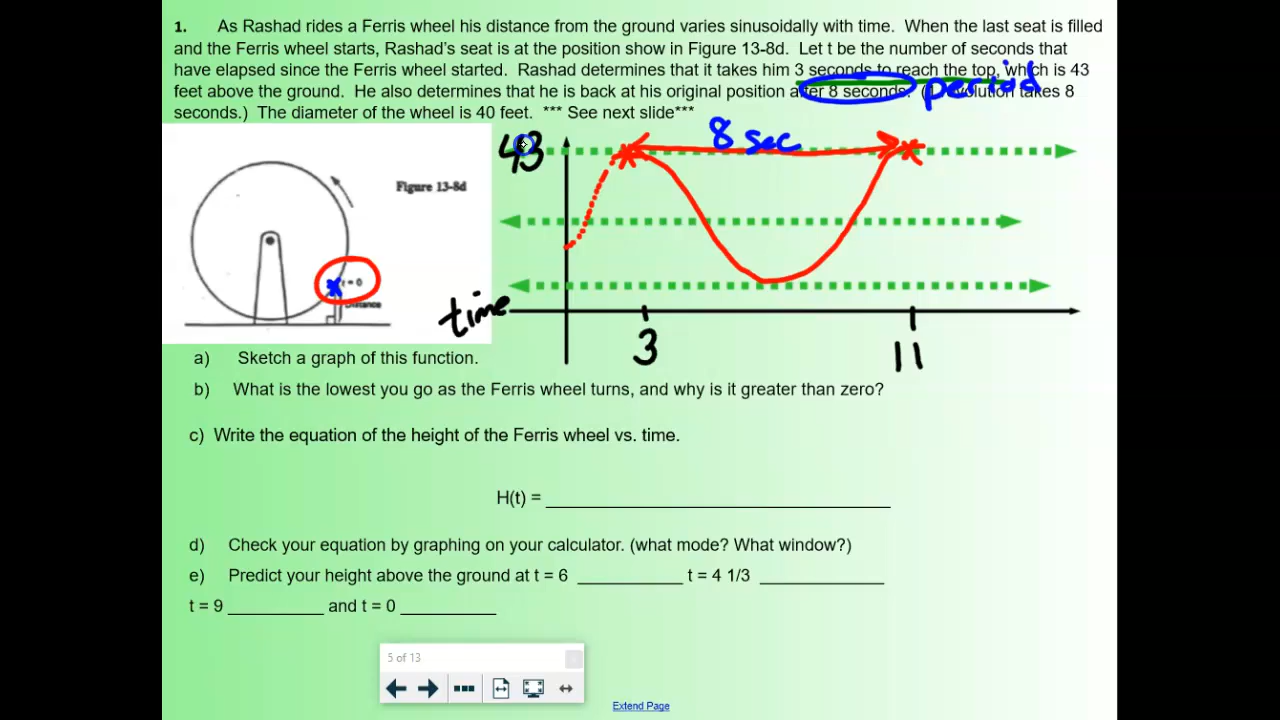 1. As Rashad rides a Ferris wheel his distance from the ground varies sinusoidally with time. When the last seat is filled
and the Ferris wheel starts, Rashad's seat is at the position show in Figure 13-8d. Let t be the number of seconds that
have elapsed since the Ferris wheel started. Rashad determines that it takes him 3 seconds to reach the top, which is 43
feet above the ground. He also determines that he is back at his original position after 8 seconds. takes 8
period
seconds.) The diameter of the wheel is 40 feet. *** See next slide***
43
8 sec
Figure 13-8d
t = 0
Distance
time
3
11
a) Sketch a graph of this function.
b) What is the lowest you go as the Ferris wheel turns, and why is it greater than zero?
c) Write the equation of the height of the Ferris wheel vs. time.
H(t) = ________________________________
d) Check your equation by graphing on your calculator. (what mode? What window?)
e) Predict your height above the ground at t = 6 __________ t = 4 1/3 ____________
t = 9 _________ and t = 0 _________
5 of 13
Extend Page